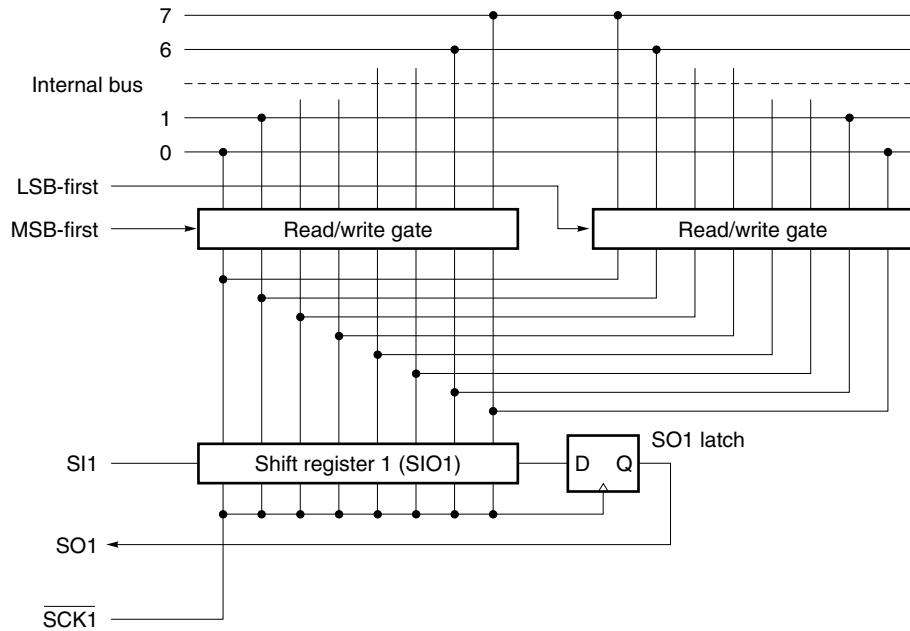 7
6
Internal bus
1
0
LSB-first
MSB-first
Read/write gate
Read/write gate
SO1 latch
SI1
Shift register 1 (SIO1)
D
Q
SO1
SCK1